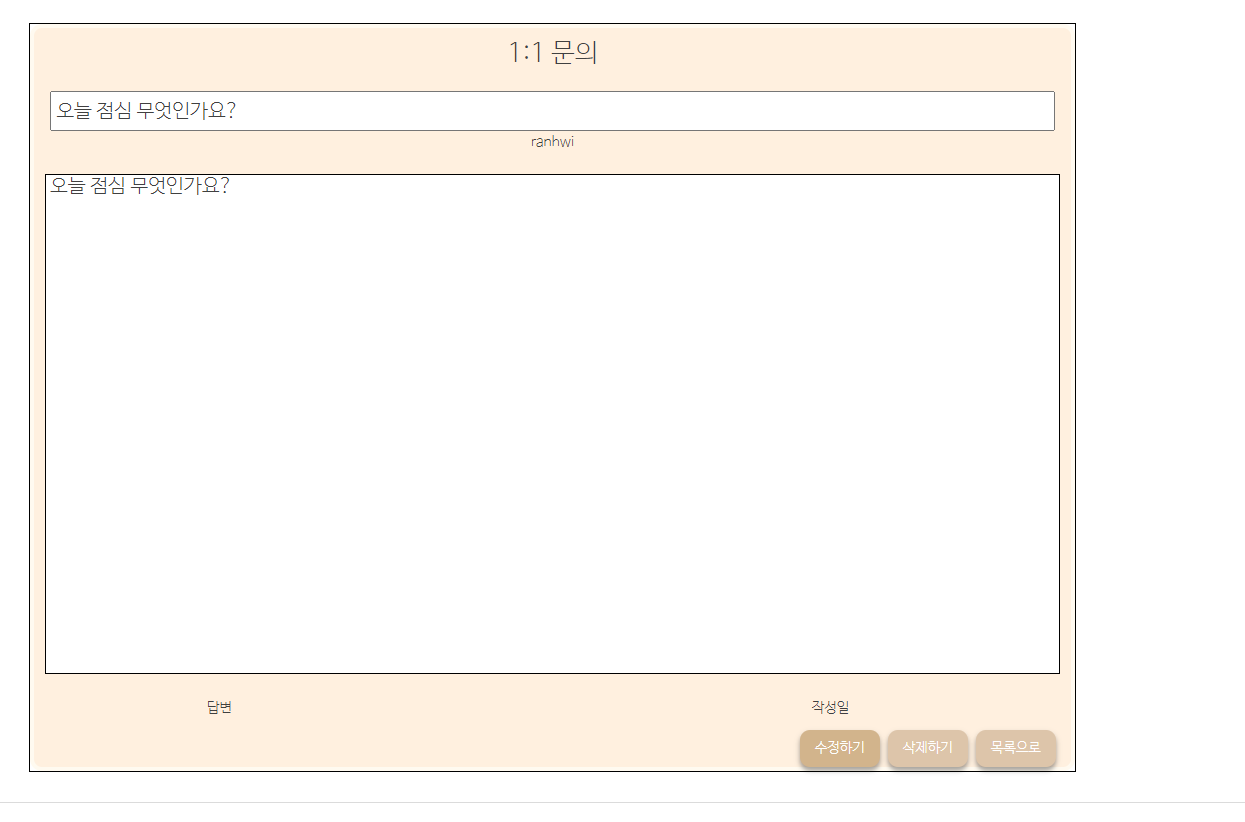 1:1 문의
오늘 점심 무엇인가요?
ranhwi
오늘 점심 무엇인가요?
답변 작성일
수정하기 삭제하기 목록으로